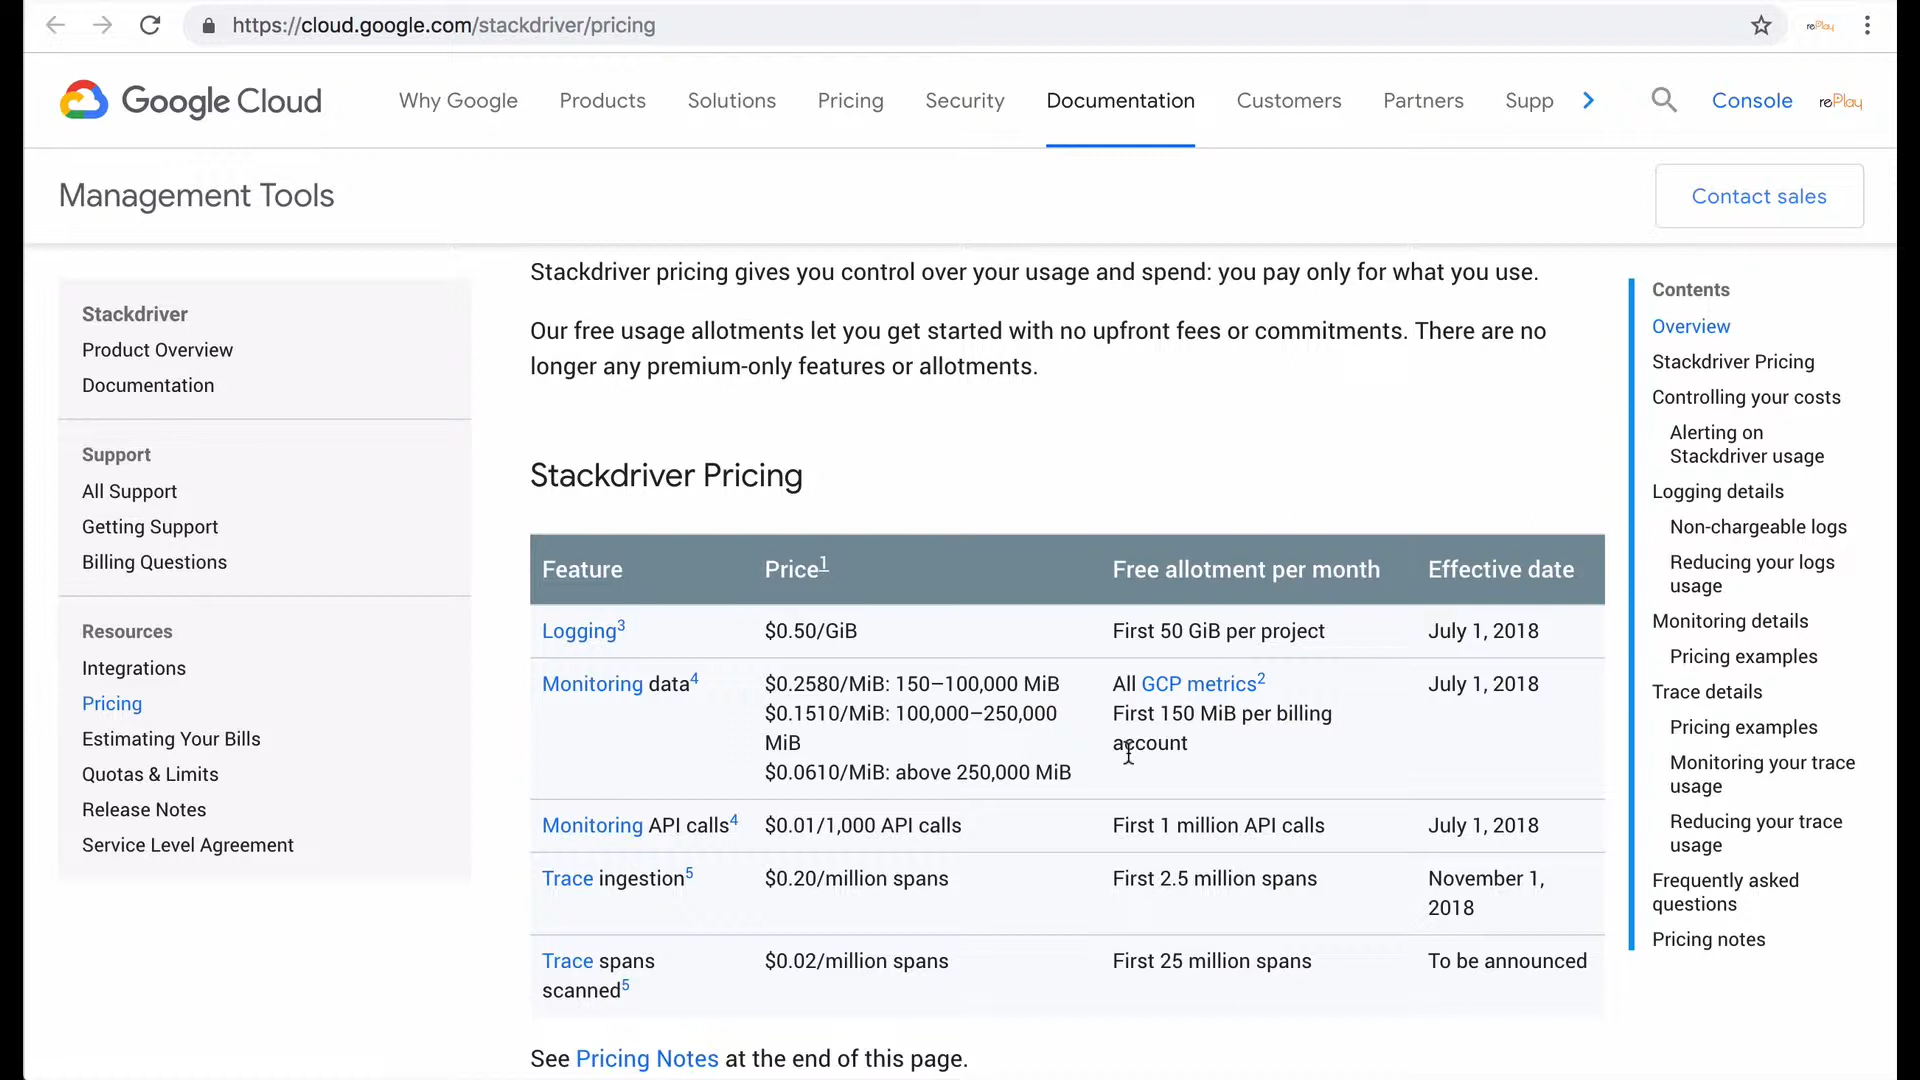 https://cloud.google.com/stackdriver/pricing
rePlay
Google Cloud
Why Google
Products
Solutions
Pricing
Security
Documentation
Customers
Partners
Supp
Console
rePlay
Management Tools
Contact sales
Stackdriver
Product Overview
Documentation
Support
All Support
Getting Support
Billing Questions
Resources
Integrations
Pricing
Estimating Your Bills
Quotas & Limits
Release Notes
Service Level Agreement
Stackdriver pricing gives you control over your usage and spend: you pay only for what you use.
Our free usage allotments let you get started with no upfront fees or commitments. There are no
longer any premium-only features or allotments.
Stackdriver Pricing
Feature Price1 Free allotment per month Effective date
Logging3 $0.50/GiB First 50 GiB per project July 1, 2018
Monitoring data4 $0.2580/MiB: 150–100,000 MiB All GCP metrics2 July 1, 2018
$0.1510/MiB: 100,000–250,000 First 150 MiB per billing
MiB account
$0.0610/MiB: above 250,000 MiB
Monitoring API calls4 $0.01/1,000 API calls First 1 million API calls July 1, 2018
Trace ingestion5 $0.20/million spans First 2.5 million spans November 1,
2018
Trace spans $0.02/million spans First 25 million spans To be announced
scanned5
See Pricing Notes at the end of this page.
Contents
Overview
Stackdriver Pricing
Controlling your costs
Alerting on
Stackdriver usage
Logging details
Non-chargeable logs
Reducing your logs
usage
Monitoring details
Pricing examples
Trace details
Pricing examples
Monitoring your trace
usage
Reducing your trace
usage
Frequently asked
questions
Pricing notes